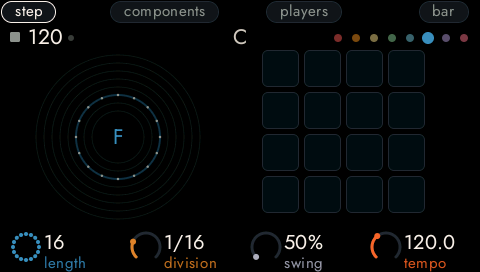 step components players bar
120 C
F
16 1/16 50% 120.0
length division swing tempo